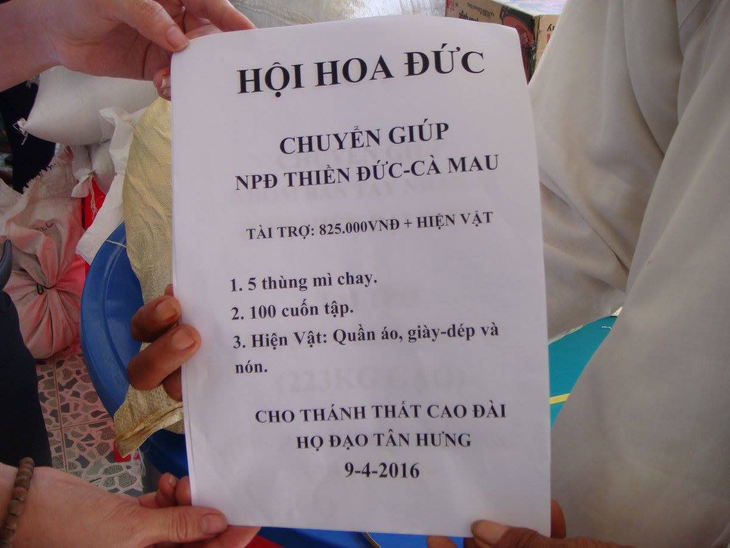 HỘI HOA ĐỨC
CHUYỂN GIÚP
NPĐ THIỀN ĐỨC-CÀ MAU
TÀI TRỢ: 825.000VNĐ + HIỆN VẬT
1. 5 thùng mì chay.
2. 100 cuốn tập.
3. Hiện Vật: Quần áo, giày-dép và
nón.
CHO THÁNH THẤT CAO ĐÀI
HỌ ĐẠO TÂN HƯNG
9-4-2016